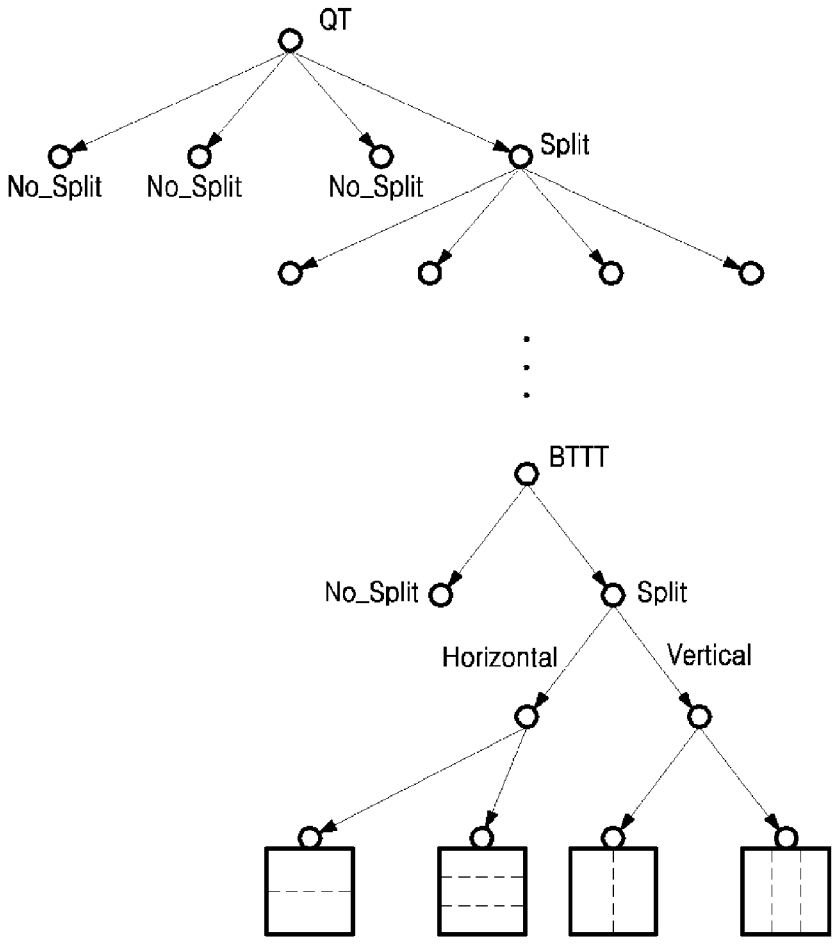 QT
Split
No_Split
No_Split
No_Split
BTTT
No_Split
Split
Horizontal
Vertical